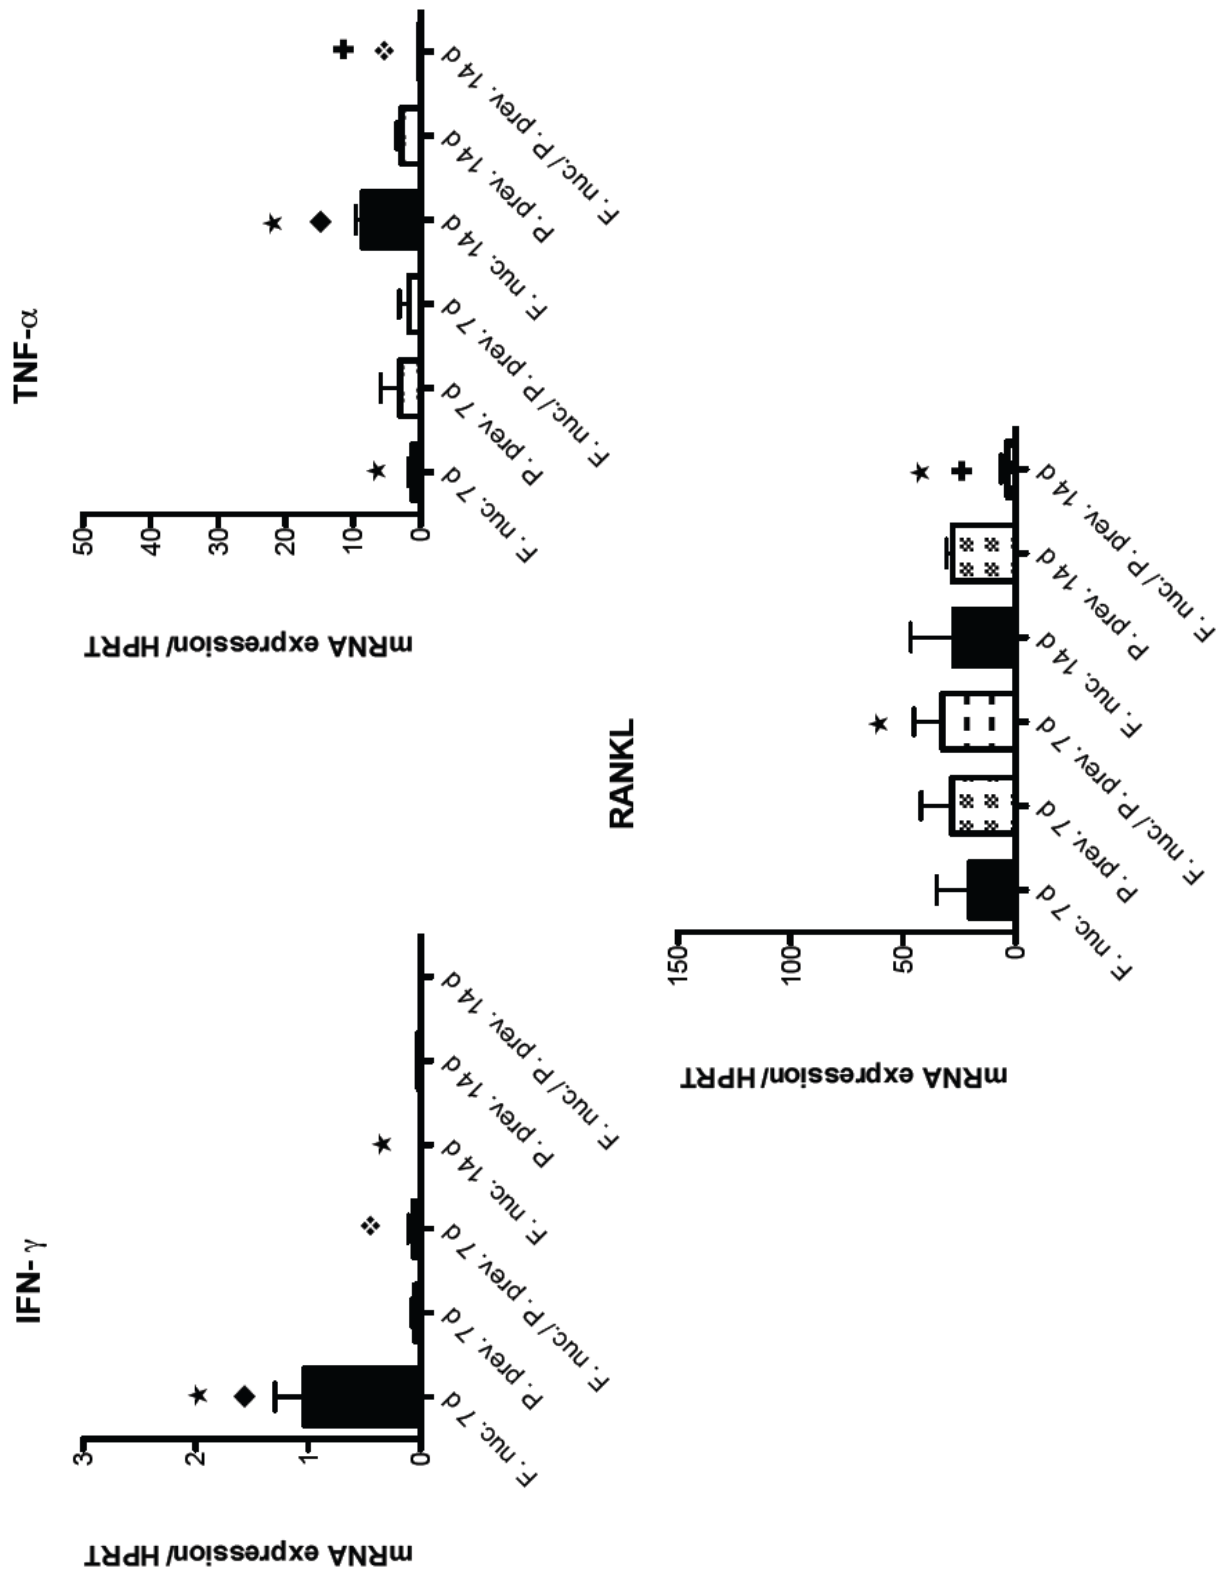 IFN- γ
mRNA expression/ HPRT
3
2
1
0
F. nuc. 7 d
P. prev. 7 d
F. nuc./ P. prev. 7 d
F. nuc. 14 d
P. prev. 14 d
F. nuc./ P. prev. 14 d
TNF-α
mRNA expression/ HPRT
50
40
30
20
10
0
F. nuc. 7 d
P. prev. 7 d
F. nuc./ P. prev. 7 d
F. nuc. 14 d
P. prev. 14 d
F. nuc./ P. prev. 14 d
RANKL
mRNA expression/ HPRT
150
100
50
0
F. nuc. 7 d
P. prev. 7 d
F. nuc./ P. prev. 7 d
F. nuc. 14 d
P. prev. 14 d
F. nuc./ P. prev. 14 d